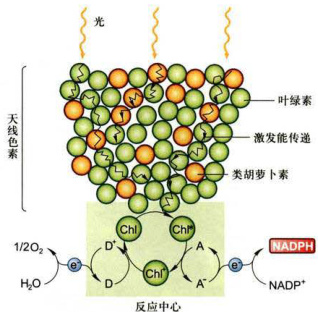 光
天线色素
叶绿素
激发能传递
类胡萝卜素
Chl
Chl*
Chl⁺
D⁺
D
A
A⁻
1/2O₂
H₂O
e⁻
e⁻
NADPH
NADP⁺
反应中心